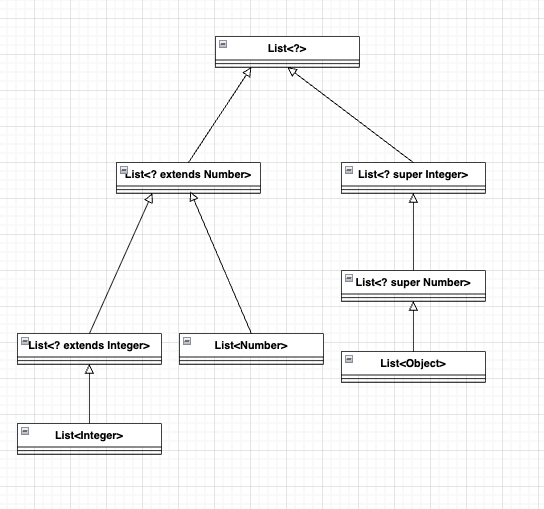 List<?>
List<? extends Number>
List<? super Integer>
List<? super Number>
List<? extends Integer>
List<Number>
List<Object>
List<Integer>